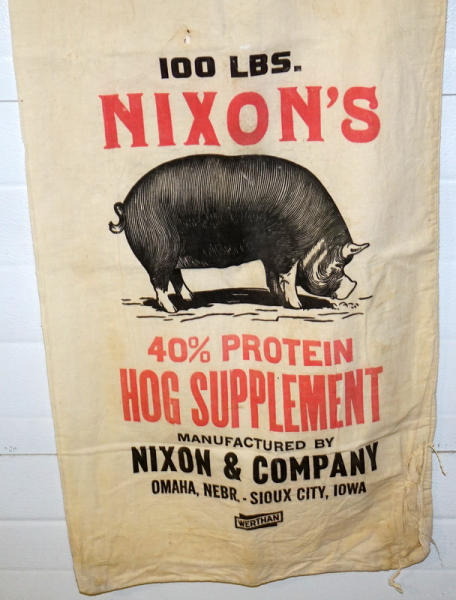 100 LBS.
NIXON'S
40% PROTEIN
HOG SUPPLEMENT
MANUFACTURED BY
NIXON & COMPANY
OMAHA, NEBR. - SIOUX CITY, IOWA
WERTHAN